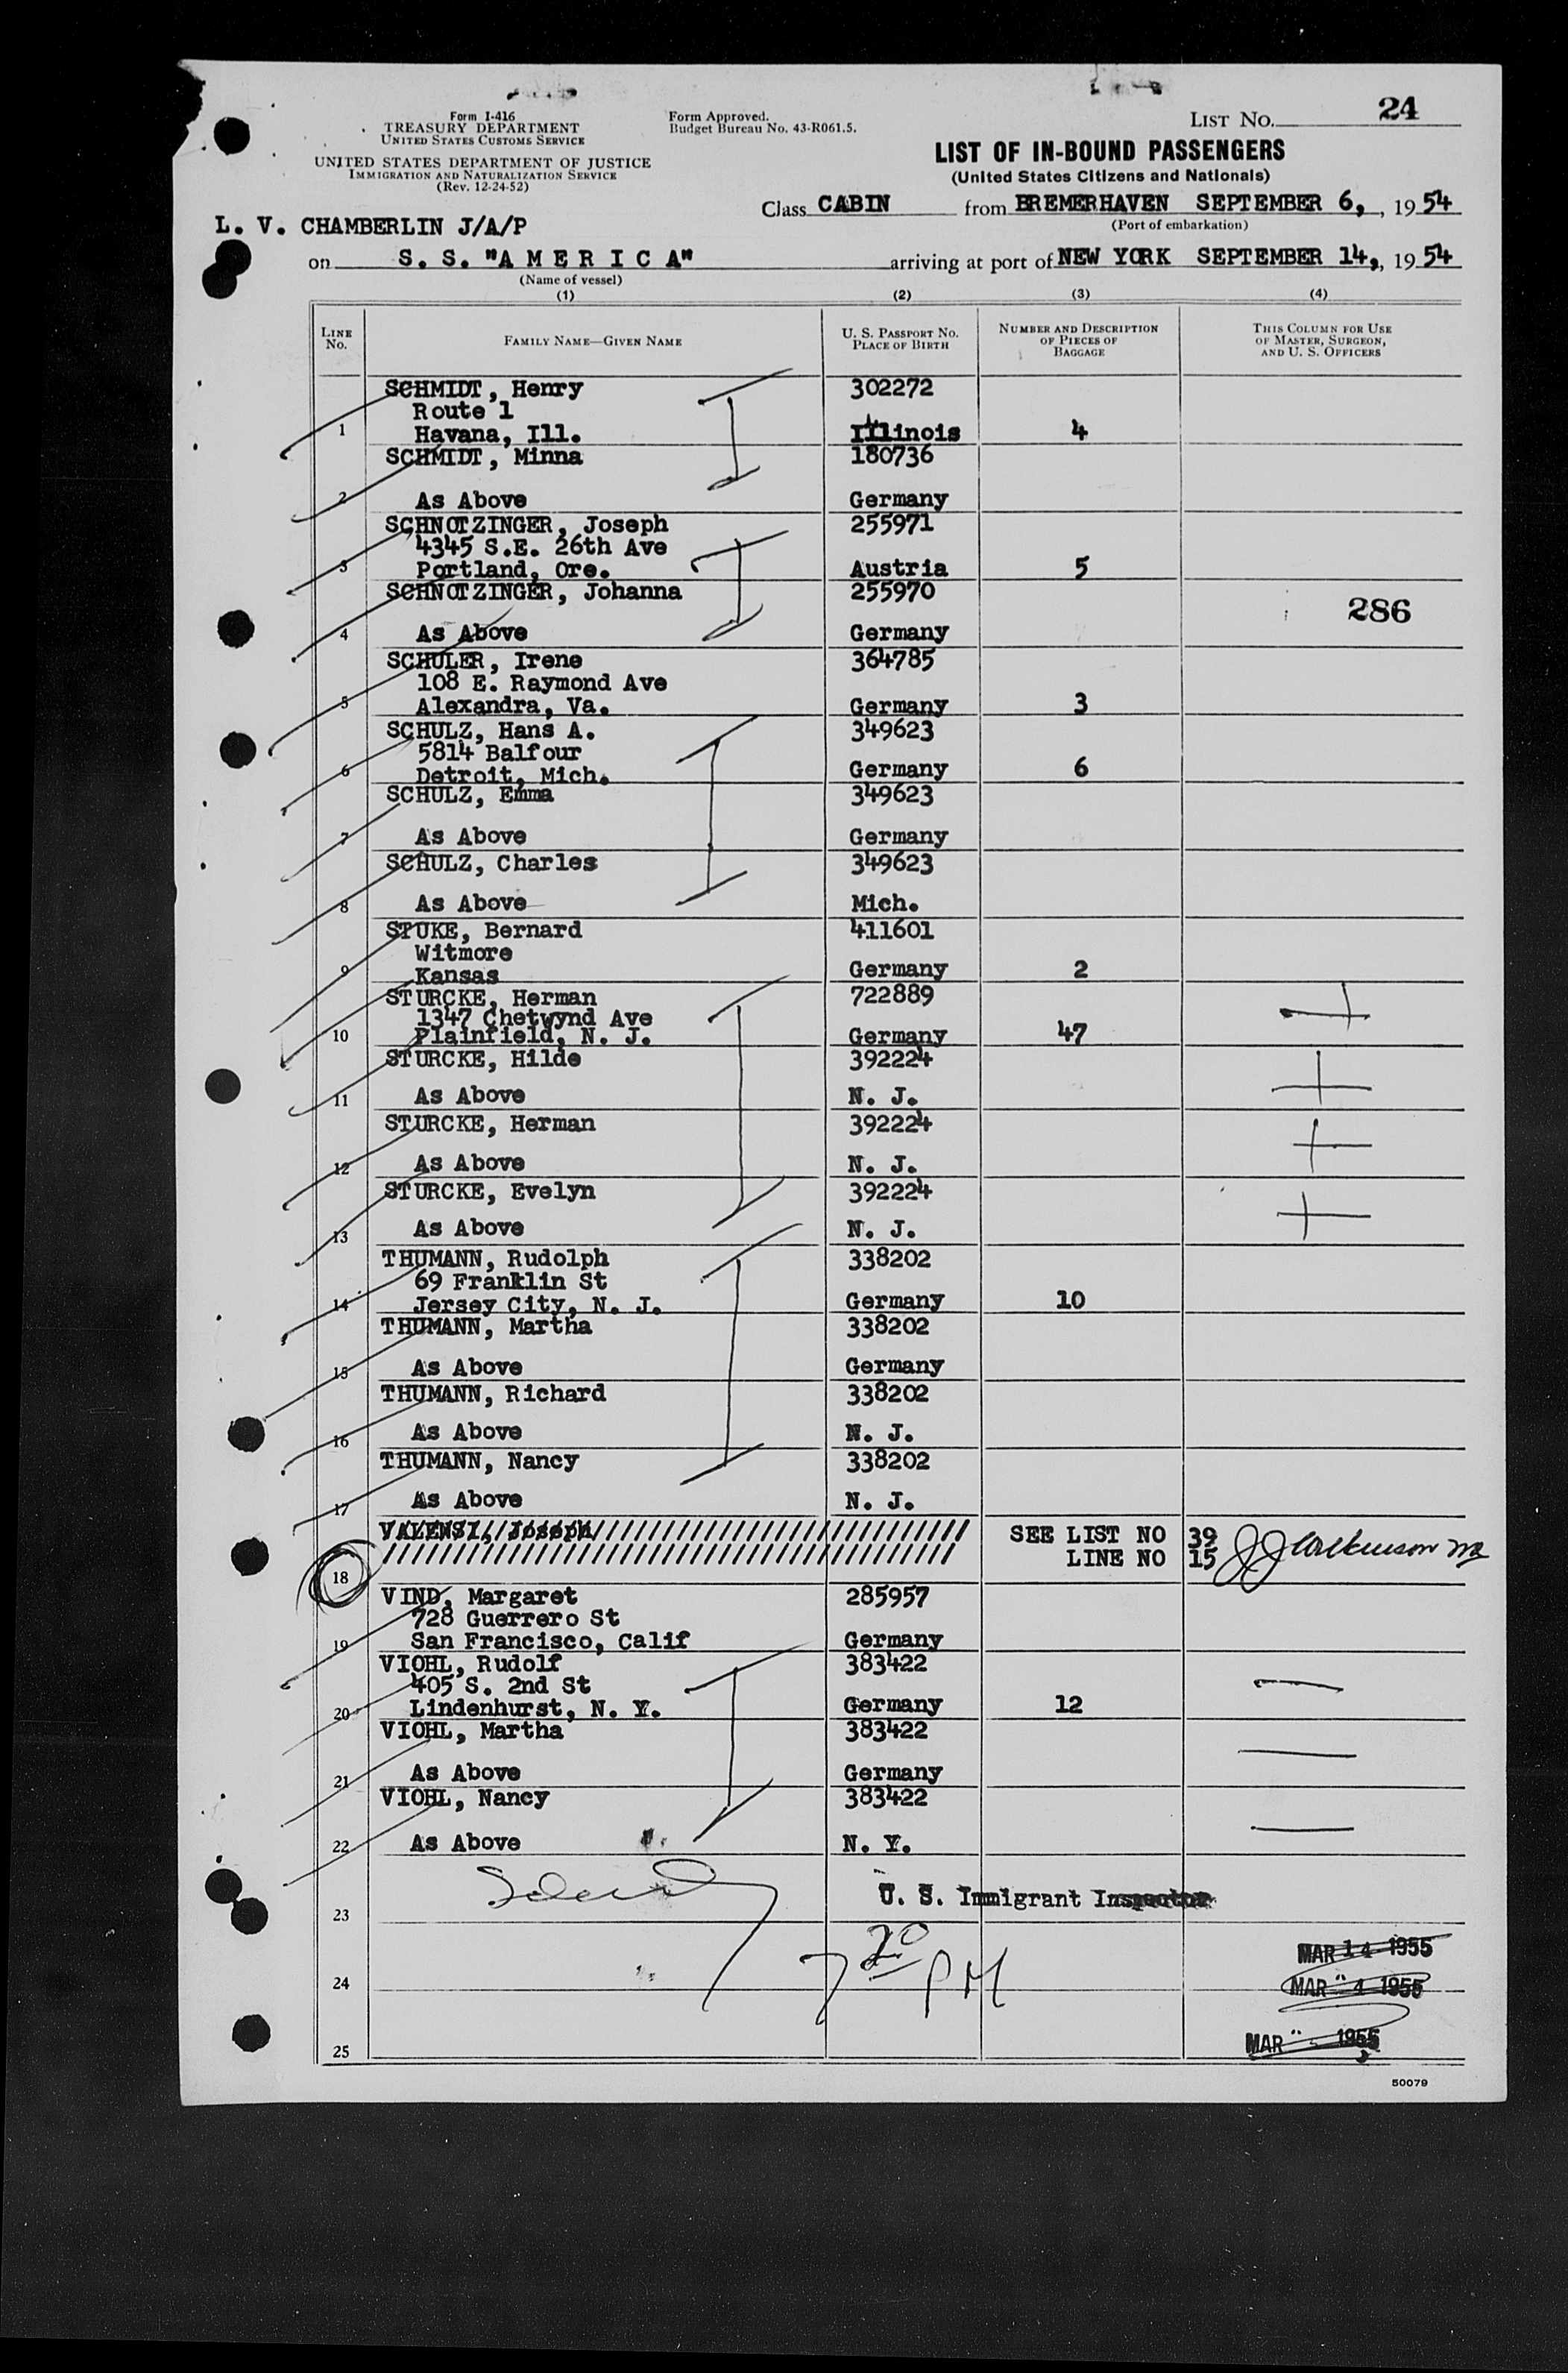 Form I-416
TREASURY DEPARTMENT
UNITED STATES CUSTOMS SERVICE
UNITED STATES DEPARTMENT OF JUSTICE
IMMIGRATION AND NATURALIZATION SERVICE
(Rev. 12-24-52)
Form Approved.
Budget Bureau No. 43-R061.5.
LIST NO. 24
LIST OF IN-BOUND PASSENGERS
(United States Citizens and Nationals)
Class CABIN from BREMERHAVEN SEPTEMBER 6, , 19 54
(Port of embarkation)
L. V. CHAMBERLIN J/A/P
on S. S. "A M E R I C A" arriving at port of NEW YORK SEPTEMBER 14, , 19 54
(Name of vessel)
(1) (2) (3) (4)
LINE NO. FAMILY NAME—GIVEN NAME U. S. PASSPORT NO. PLACE OF BIRTH NUMBER AND DESCRIPTION OF PIECES OF BAGGAGE THIS COLUMN FOR USE OF MASTER, SURGEON, AND U. S. OFFICERS
SCHMIDT, Henry 302272
Route 1
1 Havana, Ill. Illinois 4
SCHMIDT, Minna 180736
2 As Above Germany
SCHNOTZINGER, Joseph 255971
4345 S.E. 26th Ave
3 Portland, Ore. Austria 5
SCHNOTZINGER, Johanna 255970
286
4 As Above Germany
SCHULER, Irene 364785
108 E. Raymond Ave
5 Alexandra, Va. Germany 3
SCHULZ, Hans A. 349623
5814 Balfour
6 Detroit, Mich. Germany 6
SCHULZ, Emma 349623
7 As Above Germany
SCHULZ, Charles 349623
8 As Above Mich.
STUKE, Bernard 411601
Witmore
9 Kansas Germany 2
STURCKE, Herman 722889
1347 Chetwynd Ave
10 Plainfield, N. J. Germany 47
STURCKE, Hilde 392224
11 As Above N. J.
STURCKE, Herman 392224
12 As Above N. J.
STURCKE, Evelyn 392224
13 As Above N. J.
THUMANN, Rudolph 338202
69 Franklin St
14 Jersey City, N. J. Germany 10
THUMANN, Martha 338202
15 As Above Germany
THUMANN, Richard 338202
16 As Above N. J.
THUMANN, Nancy 338202
17 As Above N. J.
VALENSI, Joseph SEE LIST NO 39
LINE NO 15
18
VIND, Margaret 285957
728 Guerrero St
19 San Francisco, Calif Germany
VIOHL, Rudolf 383422
405 S. 2nd St
20 Lindenhurst, N. Y. Germany 12
VIOHL, Martha 383422
21 As Above Germany
VIOHL, Nancy 383422
22 As Above N. Y.
U. S. Immigrant Inspector
23
7 20 PM
MAR 14 1955
24 MAR 4 1955
MAR 1955
25
50079